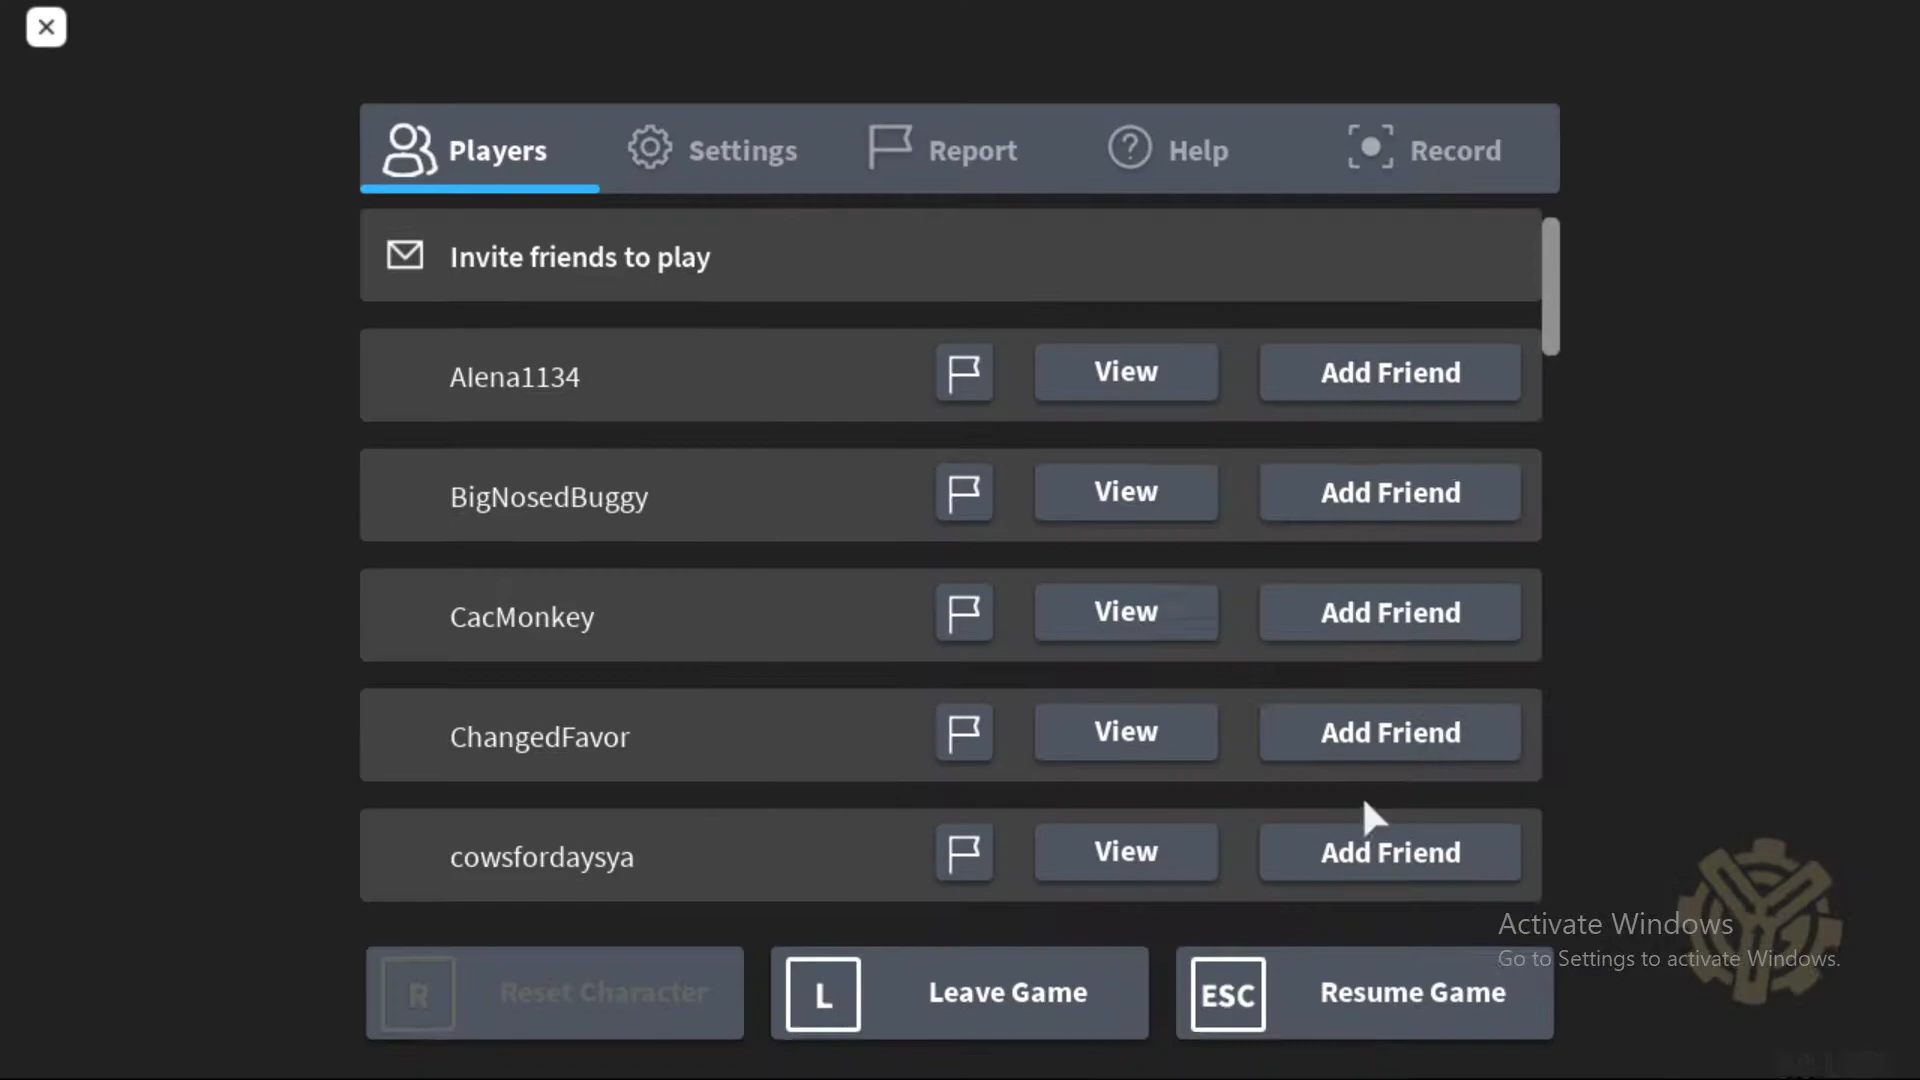 Players
Settings
Report
Help
Record
Invite friends to play
Alena1134
View
Add Friend
BigNosedBuggy
View
Add Friend
CacMonkey
View
Add Friend
ChangedFavor
View
Add Friend
cowsfordaysya
View
Add Friend
Activate Windows
Go to Settings to activate Windows.
R
Reset Character
L
Leave Game
ESC
Resume Game